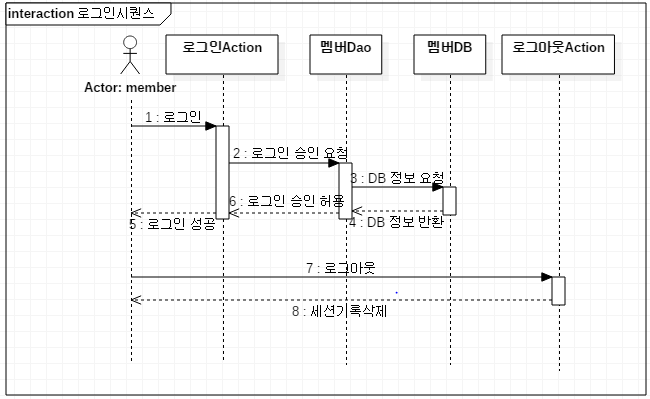 interaction 로그인시퀀스
로그인Action
멤버Dao
멤버DB
로그아웃Action
Actor: member
1 : 로그인
2 : 로그인 승인 요청
3 : DB 정보 요청
6 : 로그인 승인 허용
5 : 로그인 성공
4 : DB 정보 반환
7 : 로그아웃
8 : 세션기록삭제